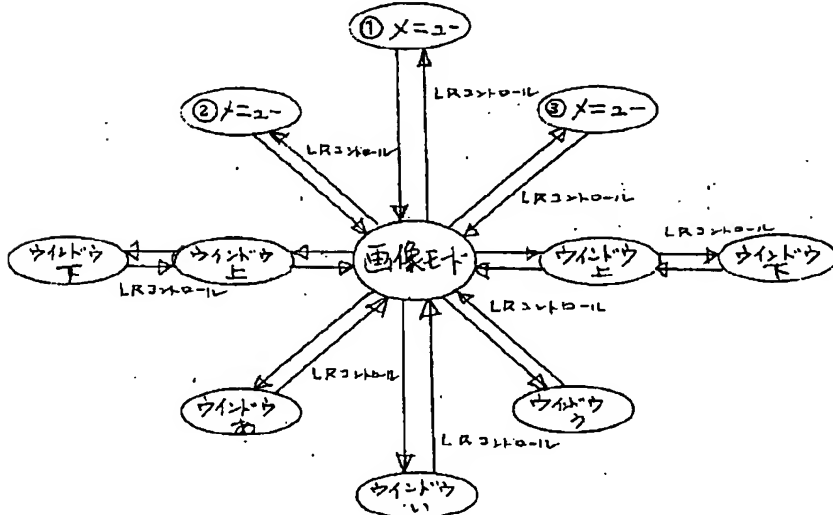 ①メニュー
LRコントロール
②メニュー
③メニュー
LRコントロール
LRコントロール
LRコントロール
ウインドウ
下
ウインドウ
上
画像モード
ウインドウ
上
ウインドウ
下
LRコントロール
LRコントロール
LRコントロール
ウインドウ
あ
ウインドウ
う
LRコントロール
ウインドウ
い